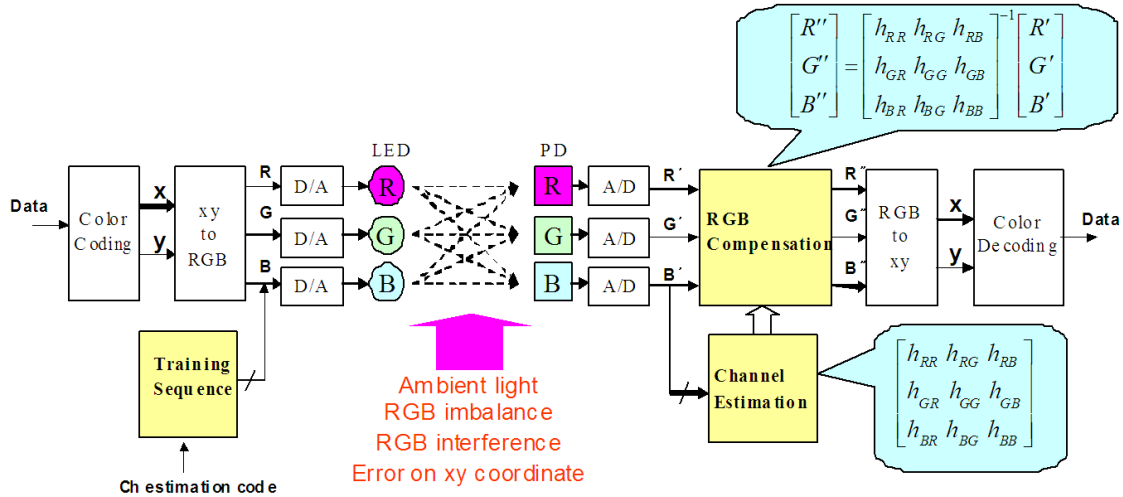 R''
G''
B''
=
h_RR h_RG h_RB
h_GR h_GG h_GB
h_BR h_BG h_BB
-1
R'
G'
B'
LED
PD
Data
Color
Coding
x
y
xy
to
RGB
R
G
B
D/A
D/A
D/A
R
G
B
R
G
B
A/D
A/D
A/D
R´
G´
B´
RGB
Compensation
R˝
G˝
B˝
RGB
to
xy
x
y
Color
Decoding
Data
Training
Sequence
Ch estimation code
Ambient light
RGB imbalance
RGB interference
Error on xy coordinate
Channel
Estimation
h_RR h_RG h_RB
h_GR h_GG h_GB
h_BR h_BG h_BB